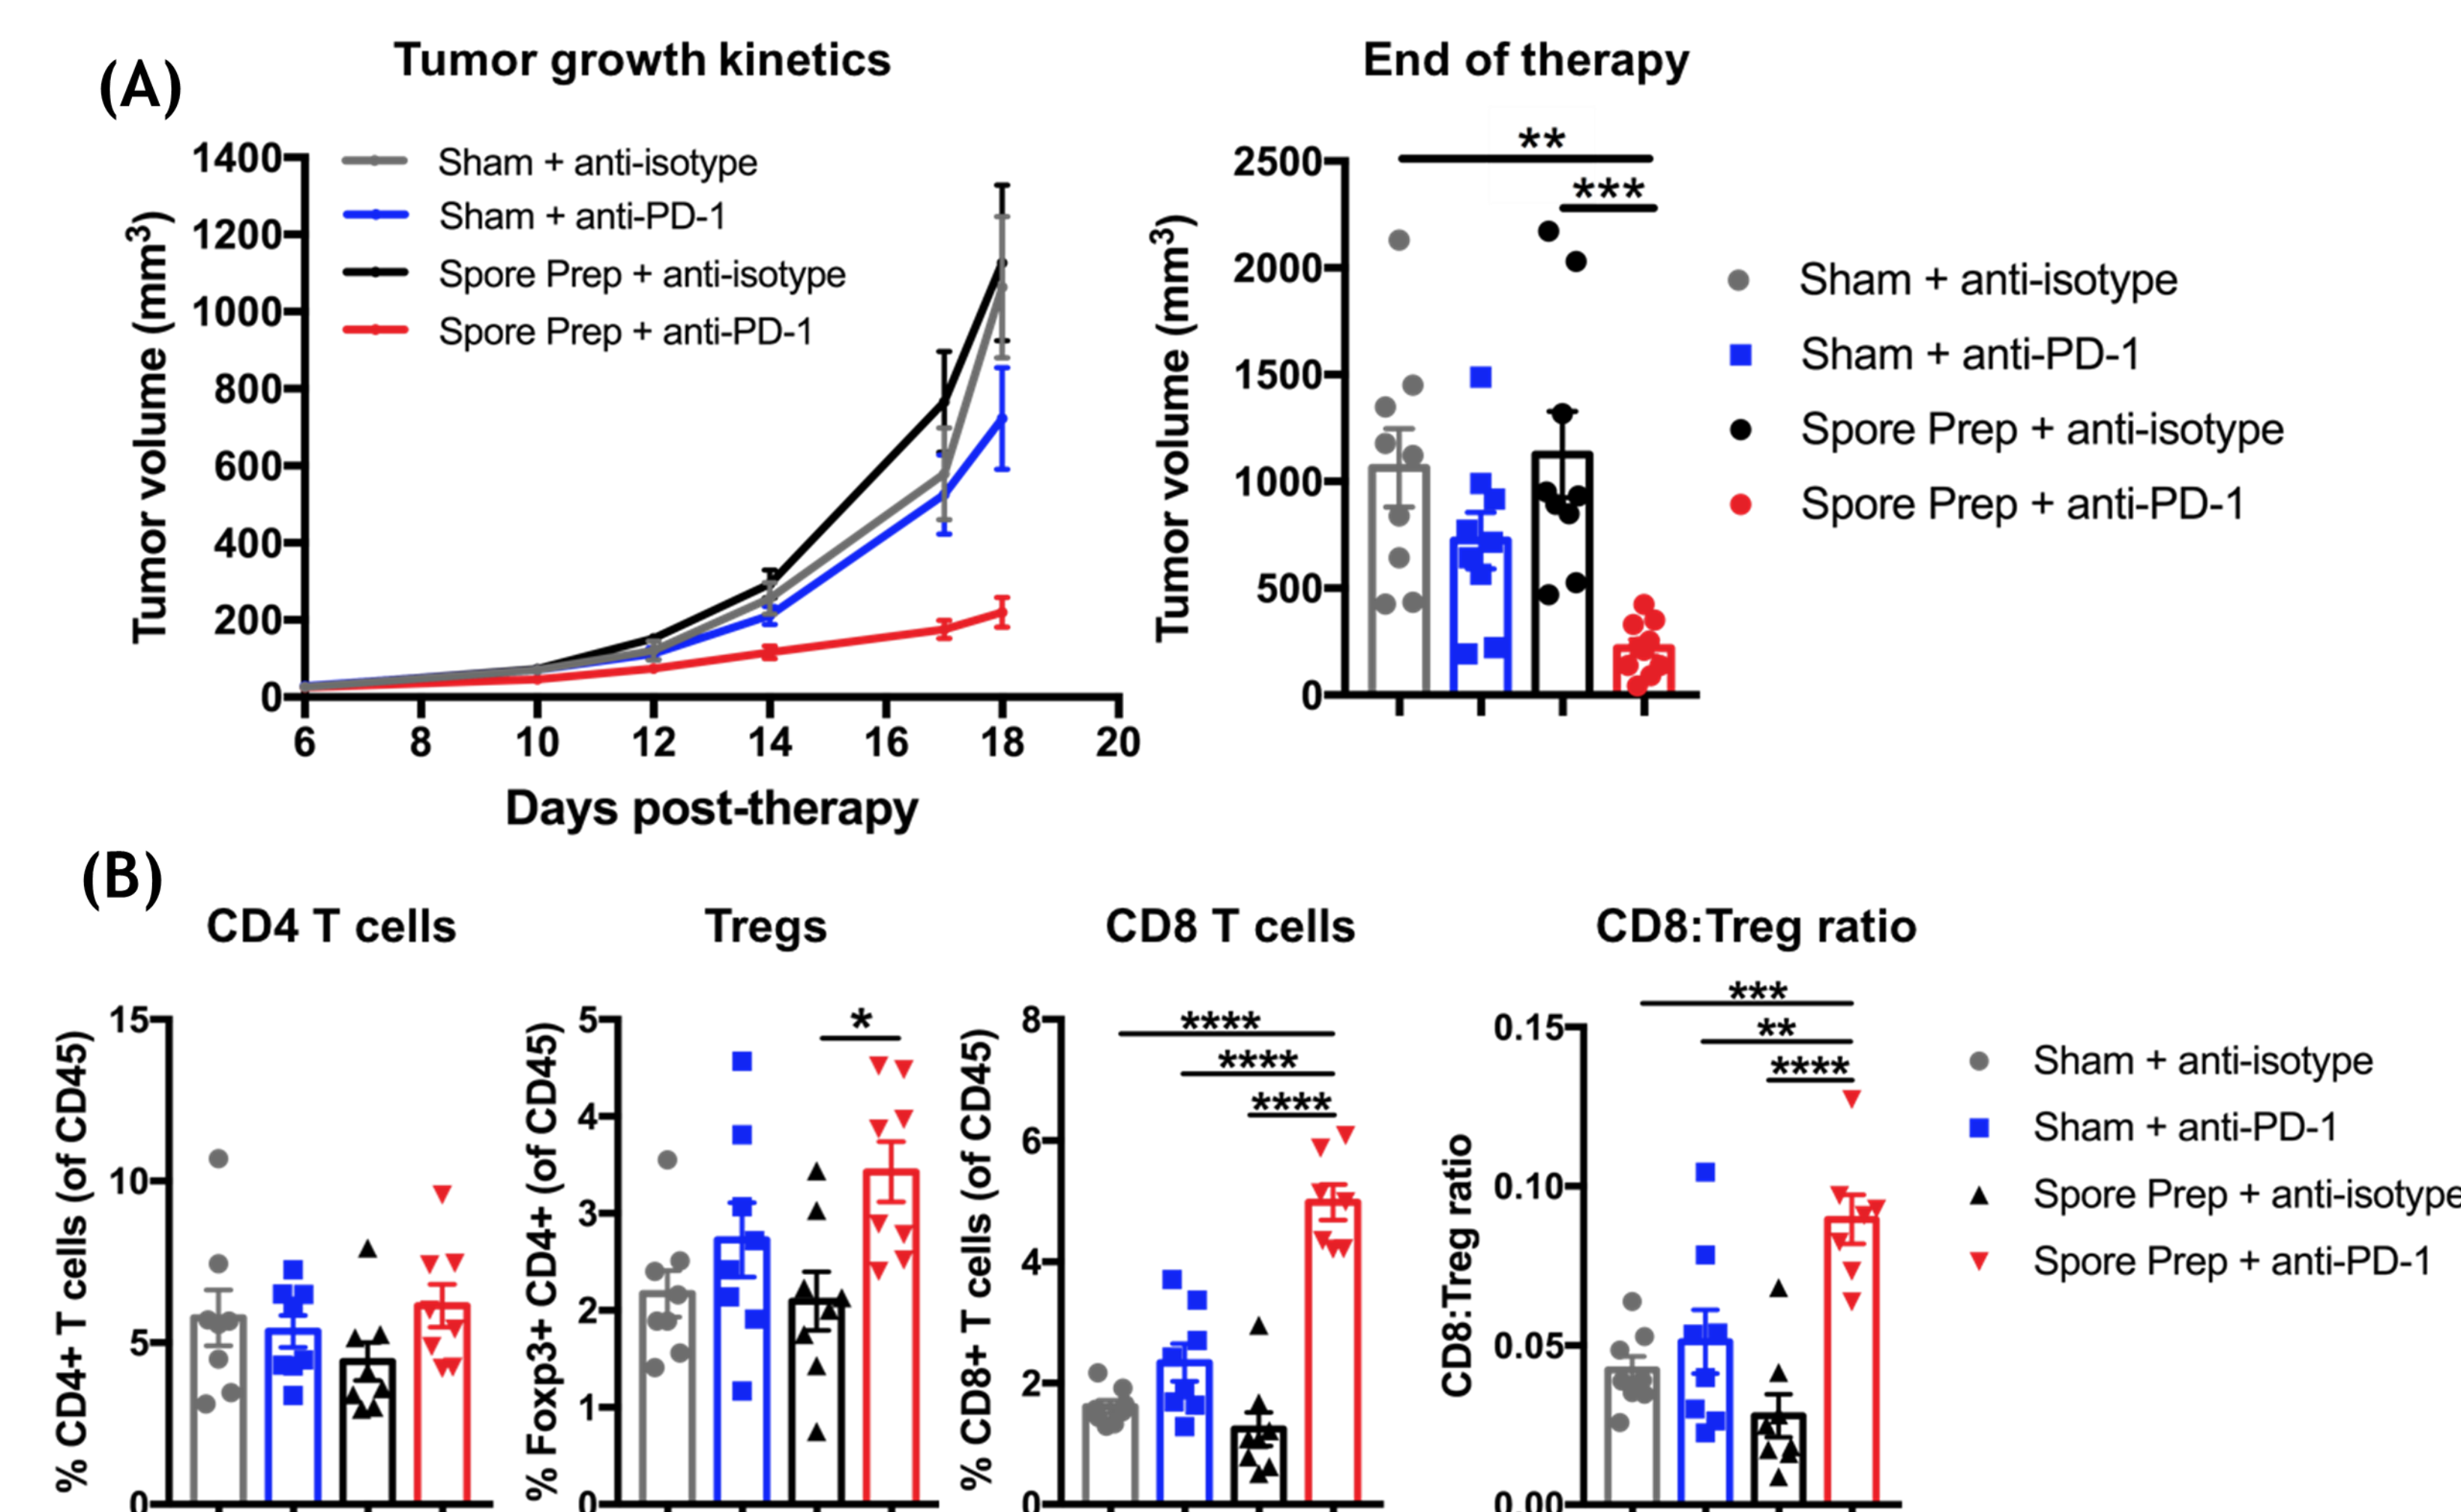 (A)
Tumor growth kinetics
Tumor volume (mm3)
1400
1200
1000
800
600
400
200
0
Sham + anti-isotype
Sham + anti-PD-1
Spore Prep + anti-isotype
Spore Prep + anti-PD-1
6 8 10 12 14 16 18 20
Days post-therapy
End of therapy
Tumor volume (mm3)
2500
2000
1500
1000
500
0
**
***
Sham + anti-isotype
Sham + anti-PD-1
Spore Prep + anti-isotype
Spore Prep + anti-PD-1
(B)
CD4 T cells
% CD4+ T cells (of CD45)
15
10
5
0
Tregs
% Foxp3+ CD4+ (of CD45)
5
4
3
2
1
0
*
CD8 T cells
% CD8+ T cells (of CD45)
8
6
4
2
0
****
****
****
CD8:Treg ratio
CD8:Treg ratio
0.15
0.10
0.05
0.00
***
**
****
Sham + anti-isotype
Sham + anti-PD-1
Spore Prep + anti-isotype
Spore Prep + anti-PD-1